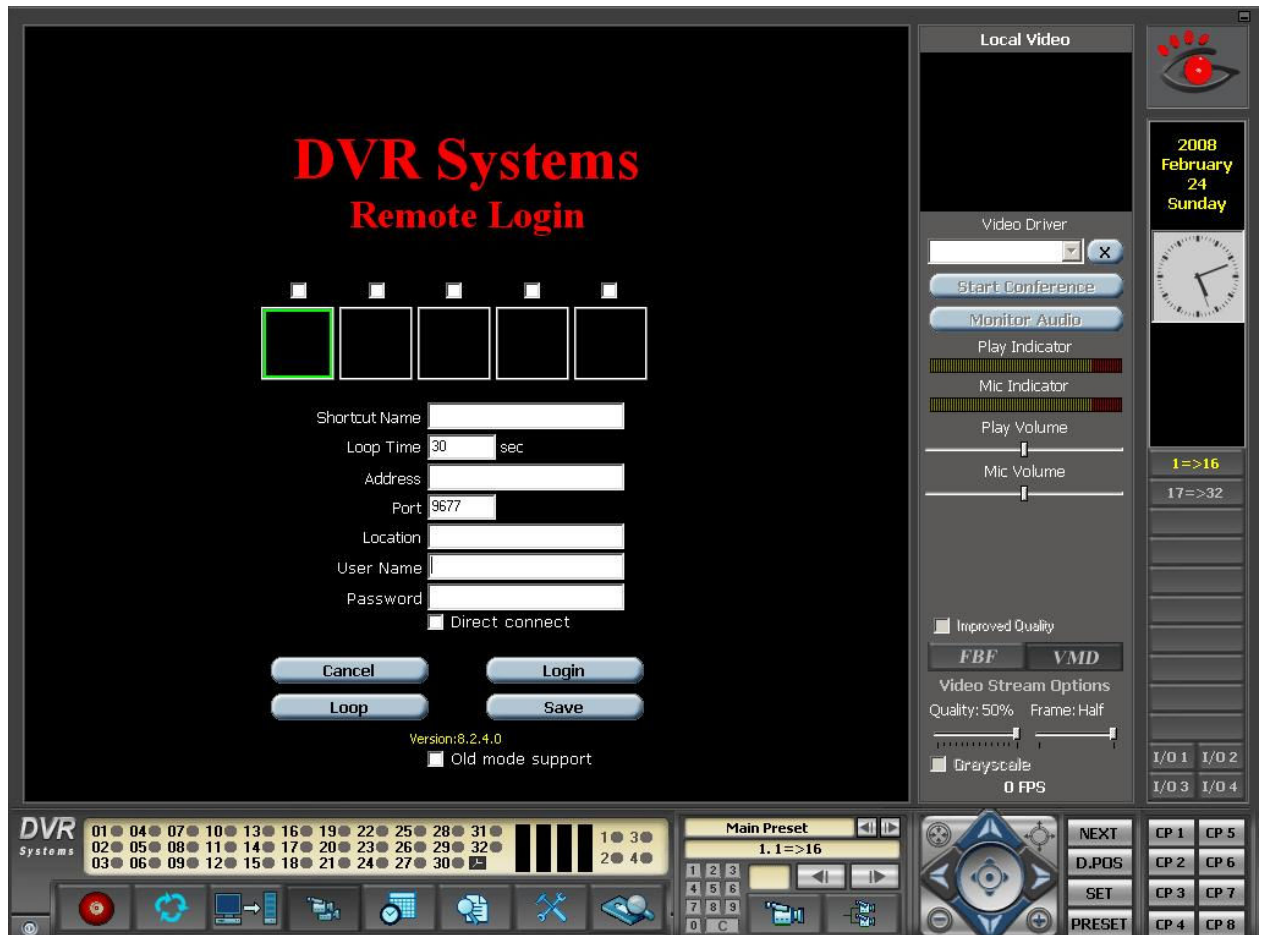 DVR Systems
Remote Login
Shortcut Name
Loop Time 30 sec
Address
Port 9677
Location
User Name
Password
Direct connect
Cancel Login
Loop Save
Version:8.2.4.0
Old mode support
Local Video
Video Driver
X
Start Conference
Monitor Audio
Play Indicator
Mic Indicator
Play Volume
Mic Volume
Improved Quality
FBF VMD
Video Stream Options
Quality: 50% Frame: Half
Grayscale
0 FPS
2008
February
24
Sunday
1=>16
17=>32
I/O 1 I/O 2
I/O 3 I/O 4
DVR
Systems
01 04 07 10 13 16 19 22 25 28 31
02 05 08 11 14 17 20 23 26 29 32
03 06 09 12 15 18 21 24 27 30
1 3
2 4
Main Preset
1. 1=>16
1 2 3
4 5 6
7 8 9
0 C
NEXT
D.POS
SET
PRESET
CP 1 CP 5
CP 2 CP 6
CP 3 CP 7
CP 4 CP 8